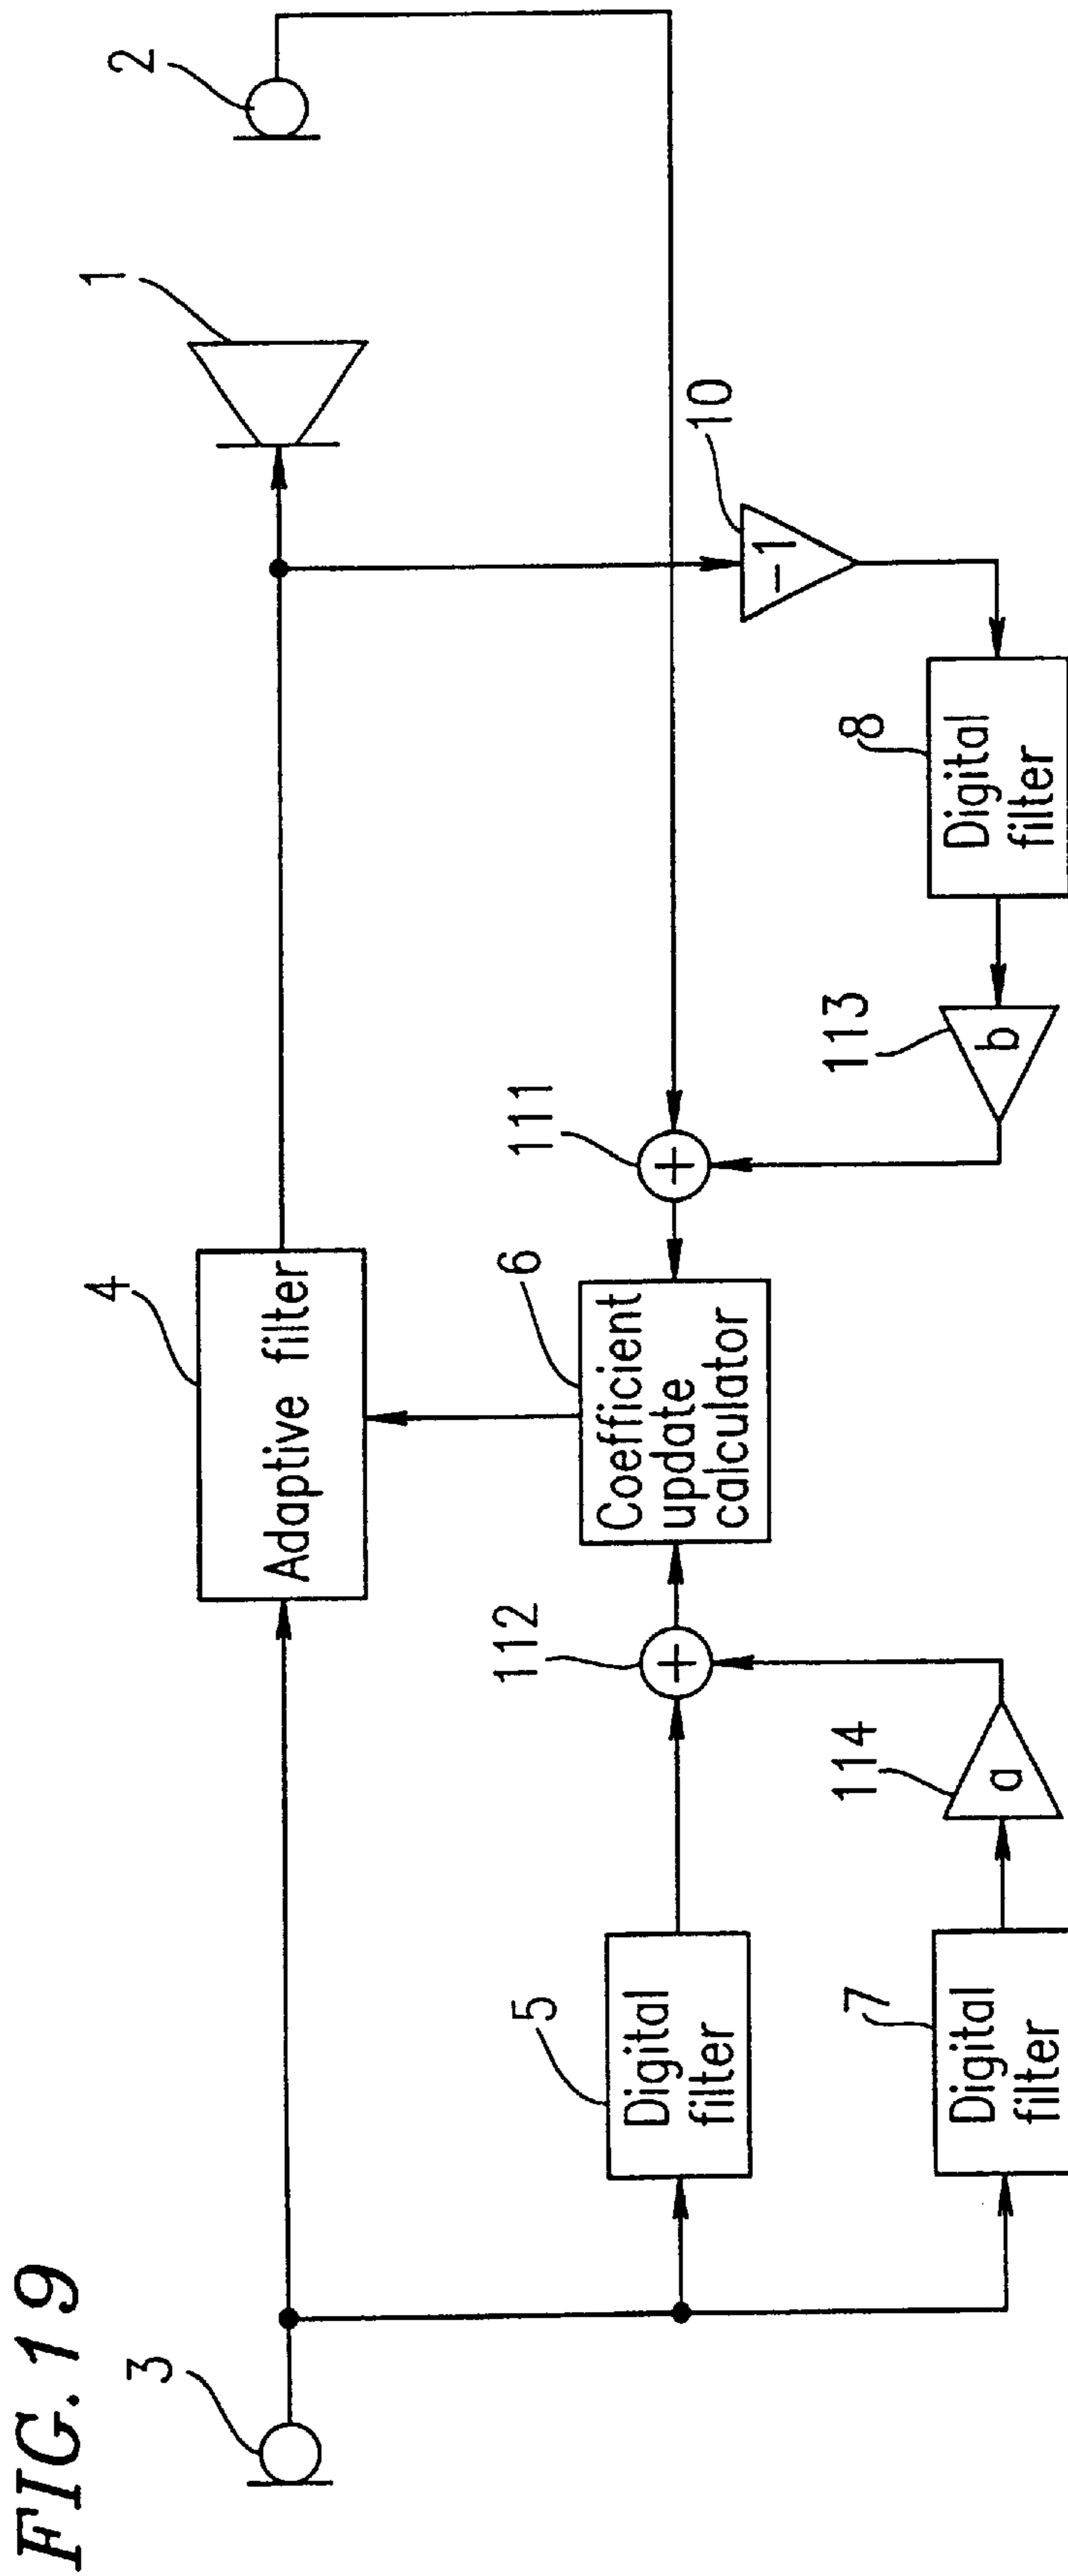 FIG.19
3
4
Adaptive filter
1
2
5
Digital
filter
112
+
6
Coefficient
update
calculator
111
+
10
-1
7
Digital
filter
114
a
113
b
8
Digital
filter